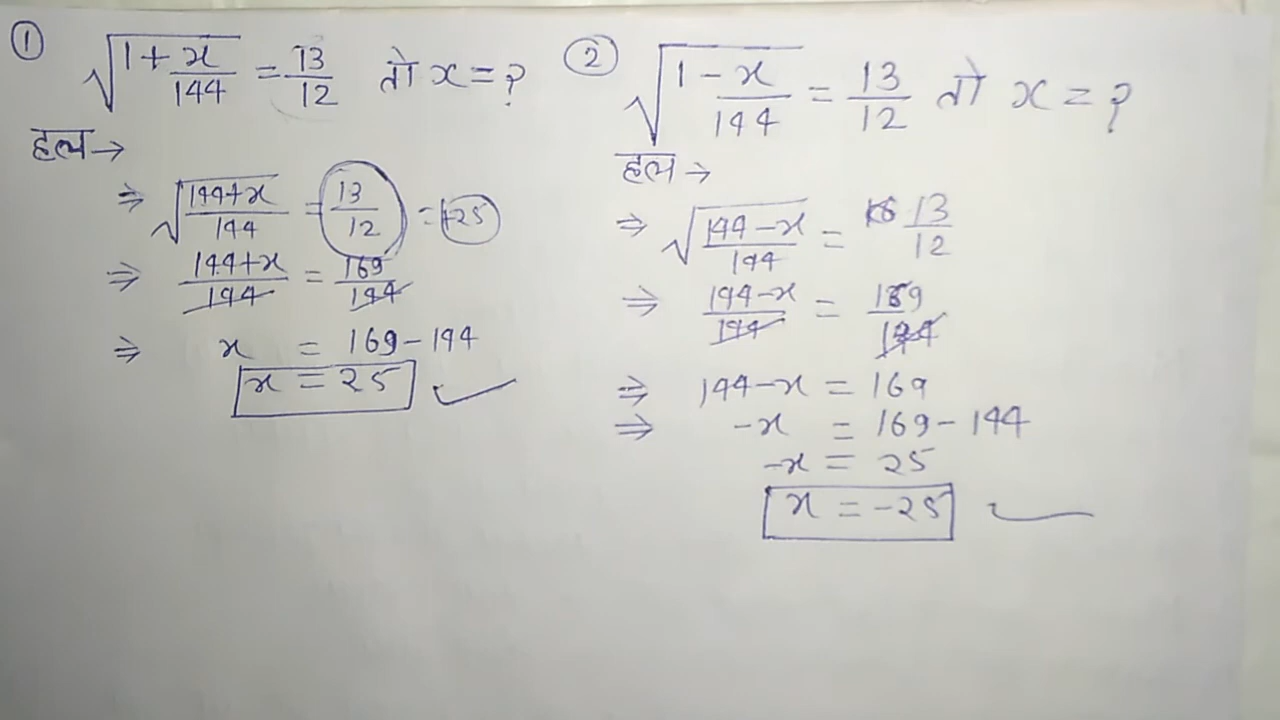 ① √(1+x/144) = 13/12 तो x = ?
हल →
⇒ √((144+x)/144) = 13/12 = +25
⇒ (144+x)/144 = 169/144
⇒ x = 169-144
x = 25
② √(1-x/144) = 13/12 तो x = ?
हल →
⇒ √((144-x)/144) = 13/12
⇒ (144-x)/144 = 169/144
⇒ 144-x = 169
⇒ -x = 169-144
-x = 25
x = -25